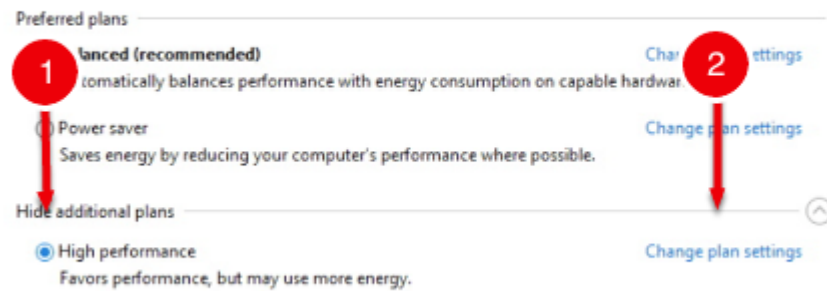 Preferred plans
1 lanced (recommended) Cha 2 ettings
tomatically balances performance with energy consumption on capable hardwar
Power saver Change plan settings
Saves energy by reducing your computer's performance where possible.
Hide additional plans
High performance Change plan settings
Favors performance, but may use more energy.